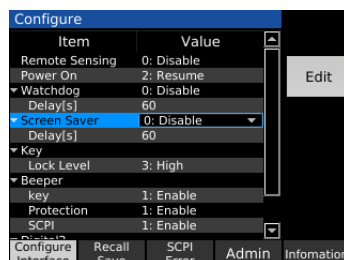 Configure
Item Value
Remote Sensing 0: Disable
Power On 2: Resume
Edit
Watchdog 0: Disable
Delay[s] 60
Screen Saver 0: Disable
Delay[s] 60
Key
Lock Level 3: High
Beeper
key 1: Enable
Protection 1: Enable
SCPI 1: Enable
Configure Recall SCPI
Admin Infomation